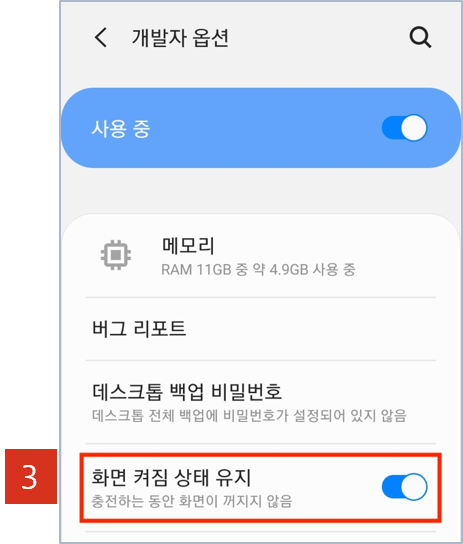 개발자 옵션
사용 중
메모리
RAM 11GB 중 약 4.9GB 사용 중
버그 리포트
데스크톱 백업 비밀번호
데스크톱 전체 백업에 비밀번호가 설정되어 있지 않음
3
화면 켜짐 상태 유지
충전하는 동안 화면이 꺼지지 않음